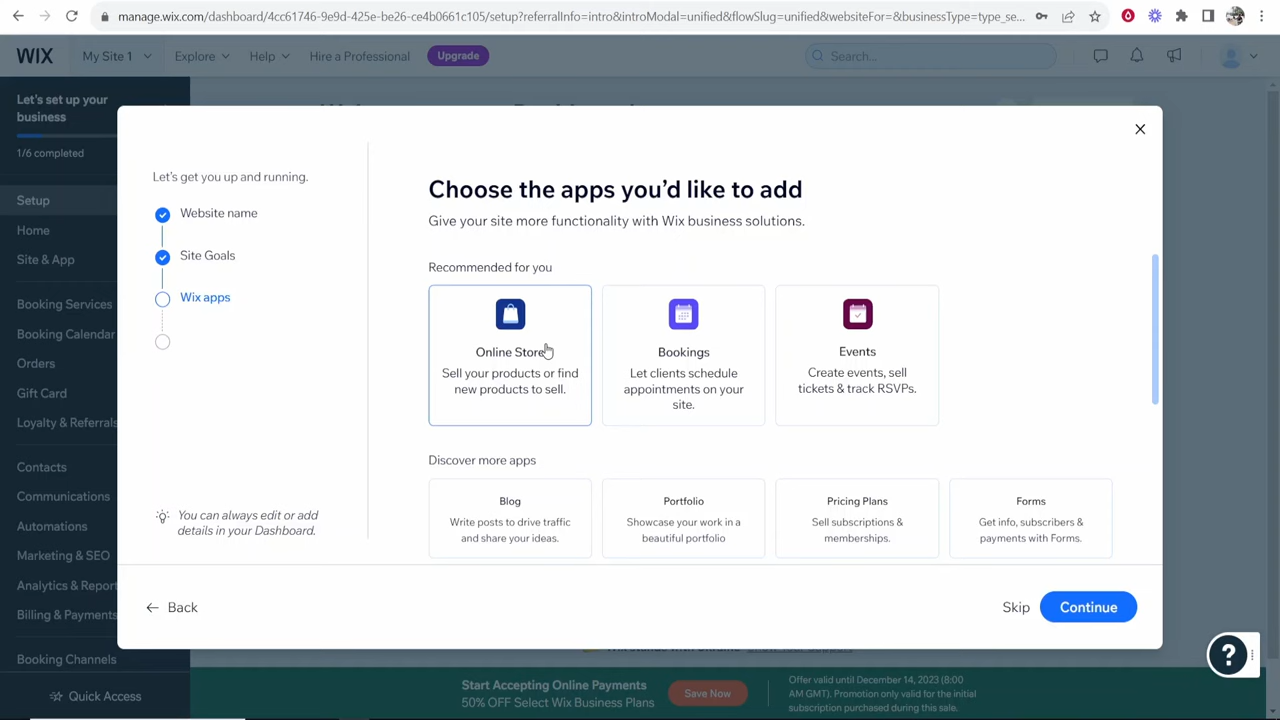 manage.wix.com/dashboard/4cc61746-9e9d-425e-be26-ce4b0661c105/setup?referralInfo=intro&introModal=unified&flowSlug=unified&websiteFor=&businessType=type_se...
WIX
My Site 1
Explore
Help
Hire a Professional
Upgrade
Search...
Let's set up your
business
1/6 completed
Setup
Home
Site & App
Booking Services
Booking Calendar
Orders
Gift Card
Loyalty & Referrals
Contacts
Communications
Automations
Marketing & SEO
Analytics & Report
Billing & Payments
Booking Channels
Quick Access
Let's get you up and running.
Website name
Site Goals
Wix apps
You can always edit or add
details in your Dashboard.
Choose the apps you'd like to add
Give your site more functionality with Wix business solutions.
Recommended for you
Online Store
Sell your products or find
new products to sell.
Bookings
Let clients schedule
appointments on your
site.
Events
Create events, sell
tickets & track RSVPs.
Discover more apps
Blog
Write posts to drive traffic
and share your ideas.
Portfolio
Showcase your work in a
beautiful portfolio
Pricing Plans
Sell subscriptions &
memberships.
Forms
Get info, subscribers &
payments with Forms.
Back
Skip
Continue
?
Start Accepting Online Payments
50% OFF Select Wix Business Plans
Save Now
Offer valid until December 14, 2023 (8:00
AM GMT). Promotion only valid for the initial
subscription purchased during this sale.